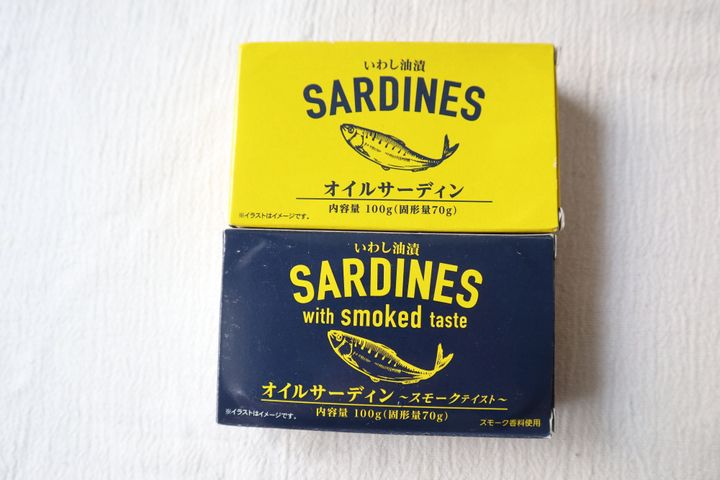 いわし油漬
SARDINES
オイルサーディン
内容量 100g(固形量70g)
※イラストはイメージです。
いわし油漬
SARDINES
with smoked taste
オイルサーディン ～スモークテイスト～
内容量 100g(固形量70g)
※イラストはイメージです。
スモーク香料使用